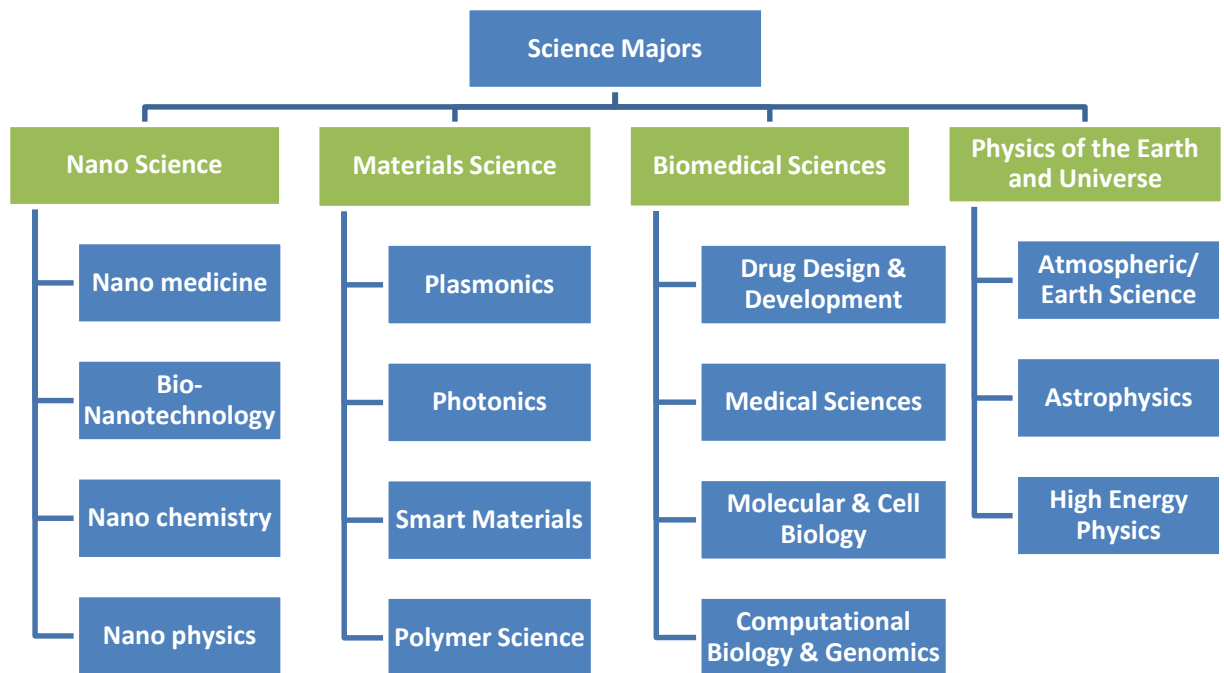 Science Majors
Nano Science
Nano medicine
Bio-
Nanotechnology
Nano chemistry
Nano physics
Materials Science
Plasmonics
Photonics
Smart Materials
Polymer Science
Biomedical Sciences
Drug Design &
Development
Medical Sciences
Molecular & Cell
Biology
Computational
Biology & Genomics
Physics of the Earth
and Universe
Atmospheric/
Earth Science
Astrophysics
High Energy
Physics